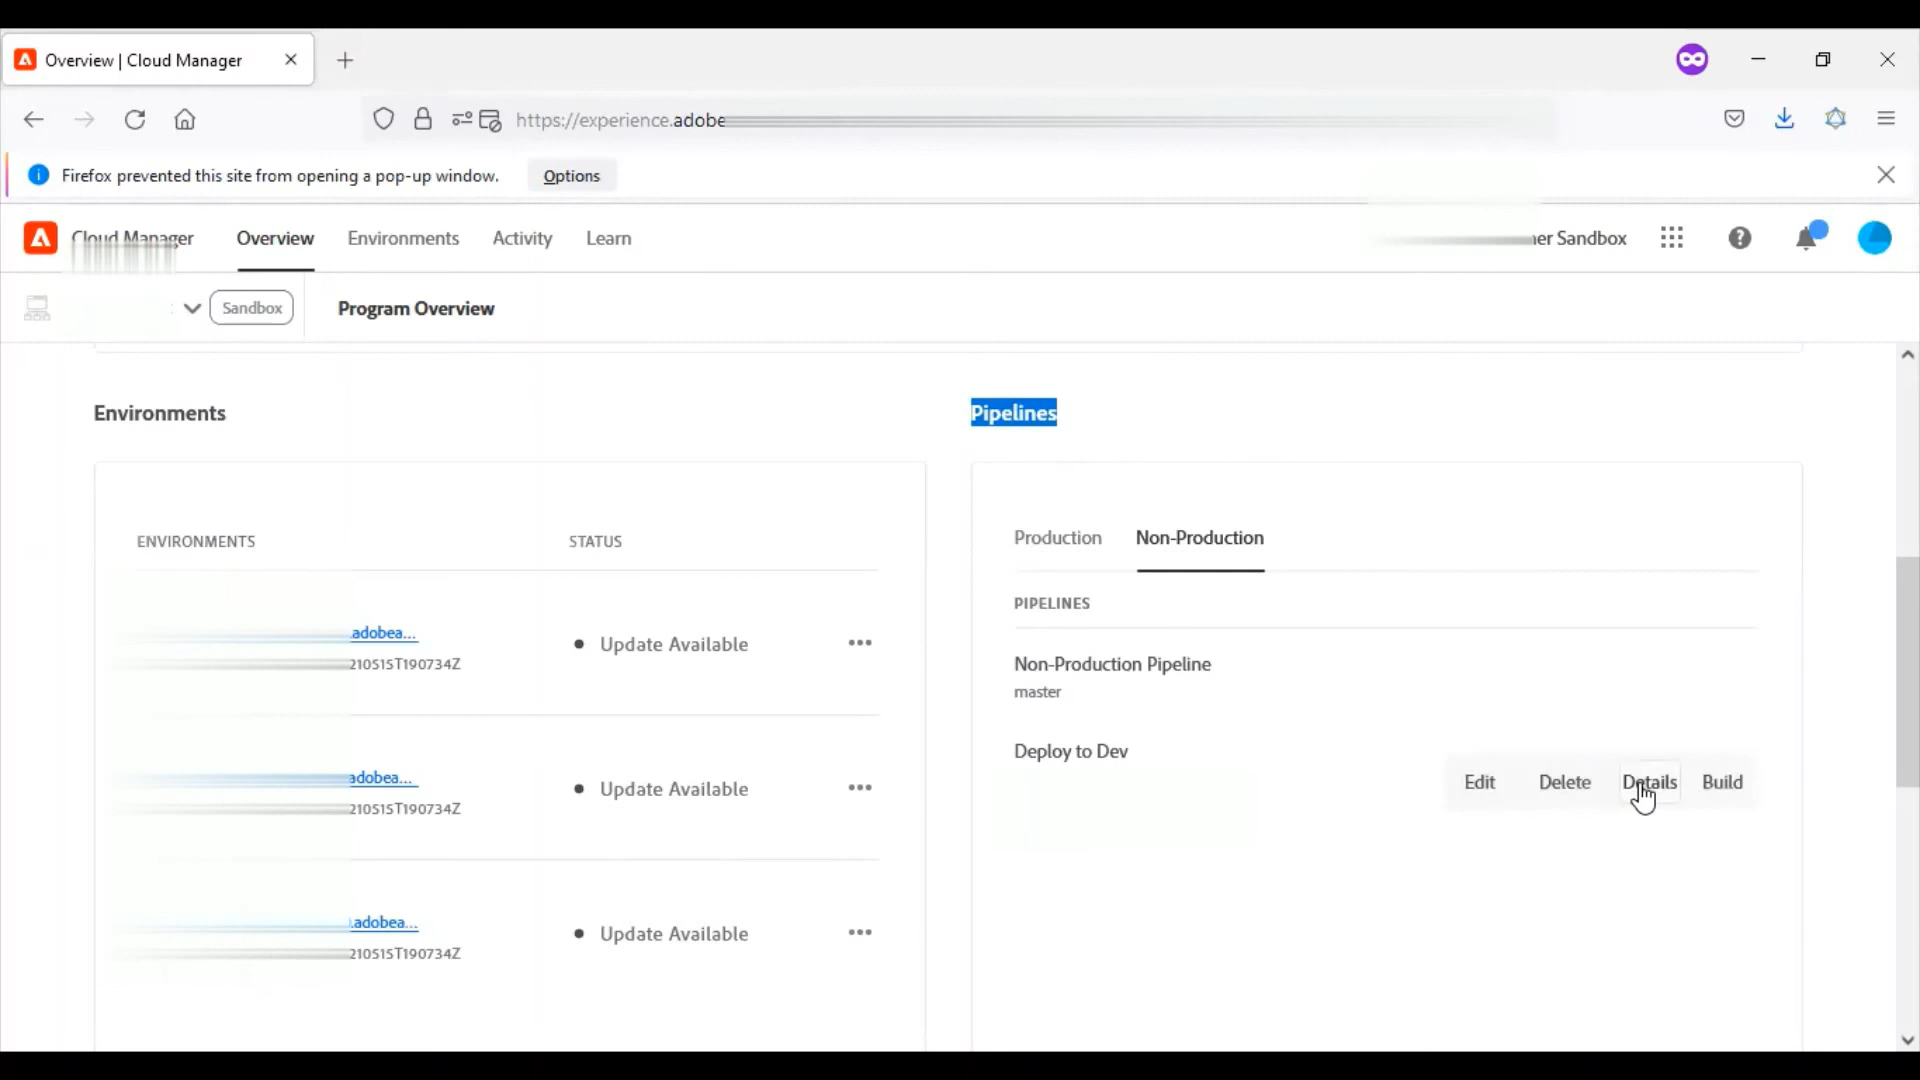 Overview | Cloud Manager
https://experience.adobe
Firefox prevented this site from opening a pop-up window.
Options
Cloud Manager
Overview
Environments
Activity
Learn
er Sandbox
Sandbox
Program Overview
Environments
Pipelines
ENVIRONMENTS
STATUS
.adobea...
210515T190734Z
Update Available
adobea...
210515T190734Z
Update Available
.adobea...
210515T190734Z
Update Available
Production
Non-Production
PIPELINES
Non-Production Pipeline
master
Deploy to Dev
Edit
Delete
Details
Build